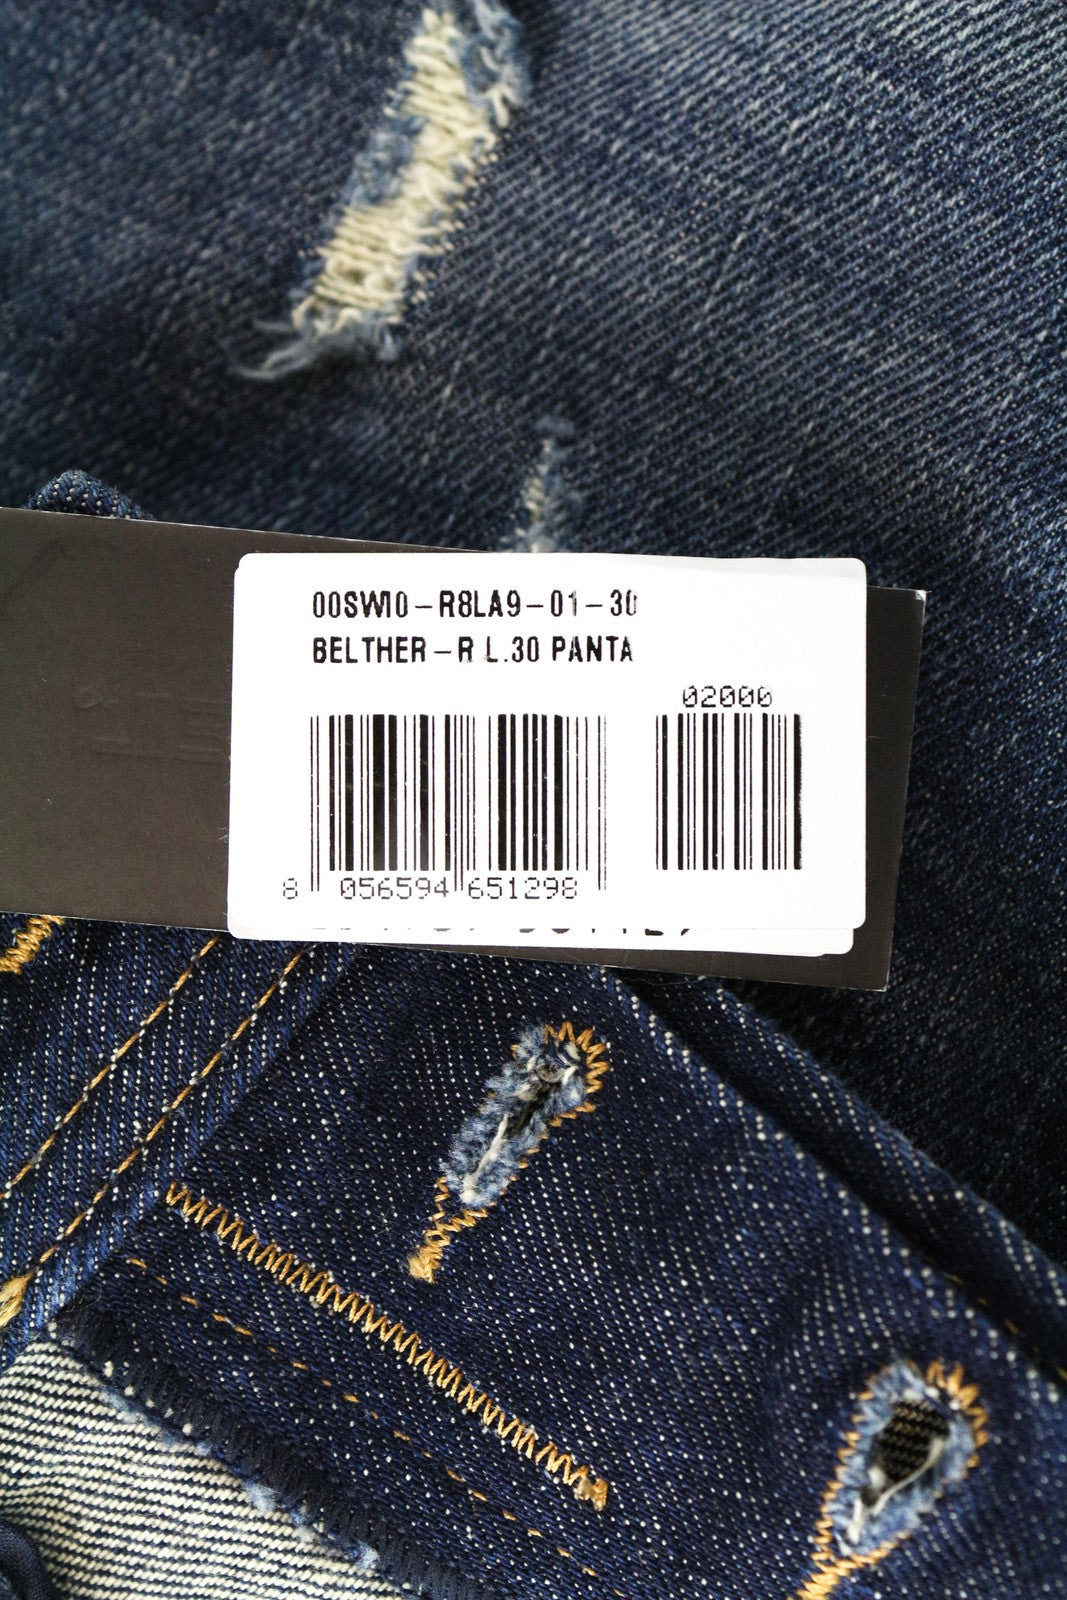 00SWI0-R8LA9-01-30
BELTHER-R L.30 PANTA
02000
8 056594 651298